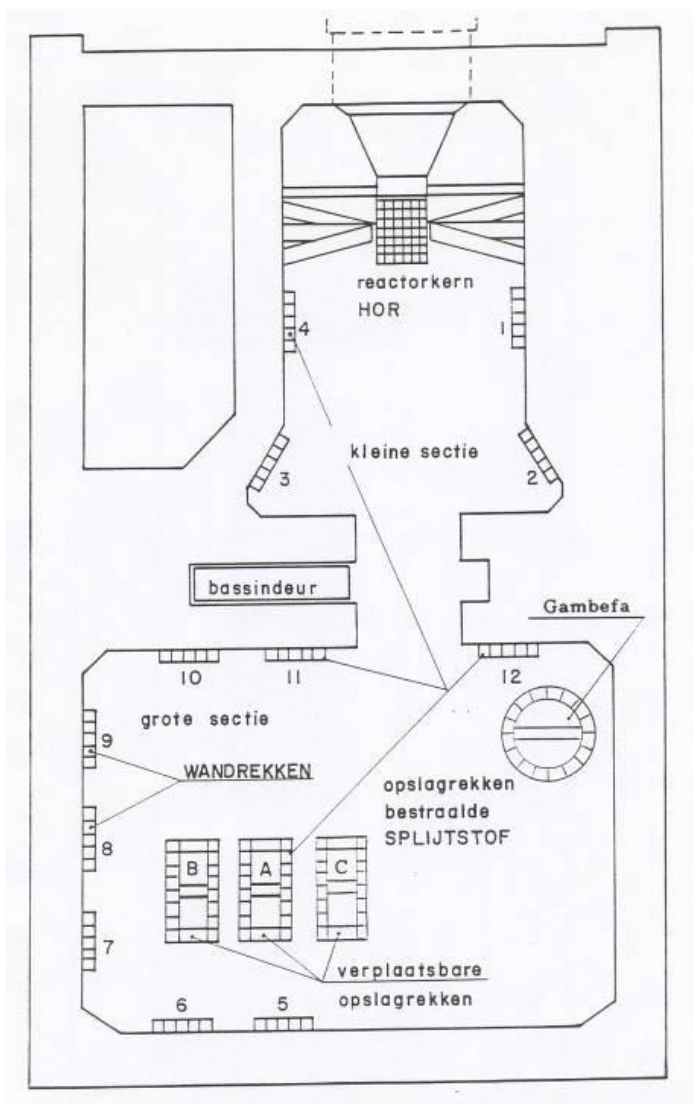 reactorkern
HOR
4
1
kleine sectie
3
2
bassindeur
Gambefa
10
11
12
grote sectie
9
WANDREKKEN
opslagrekken
bestraalde
SPLIJTSTOF
8
B
A
C
7
verplaatsbare
opslagrekken
6
5